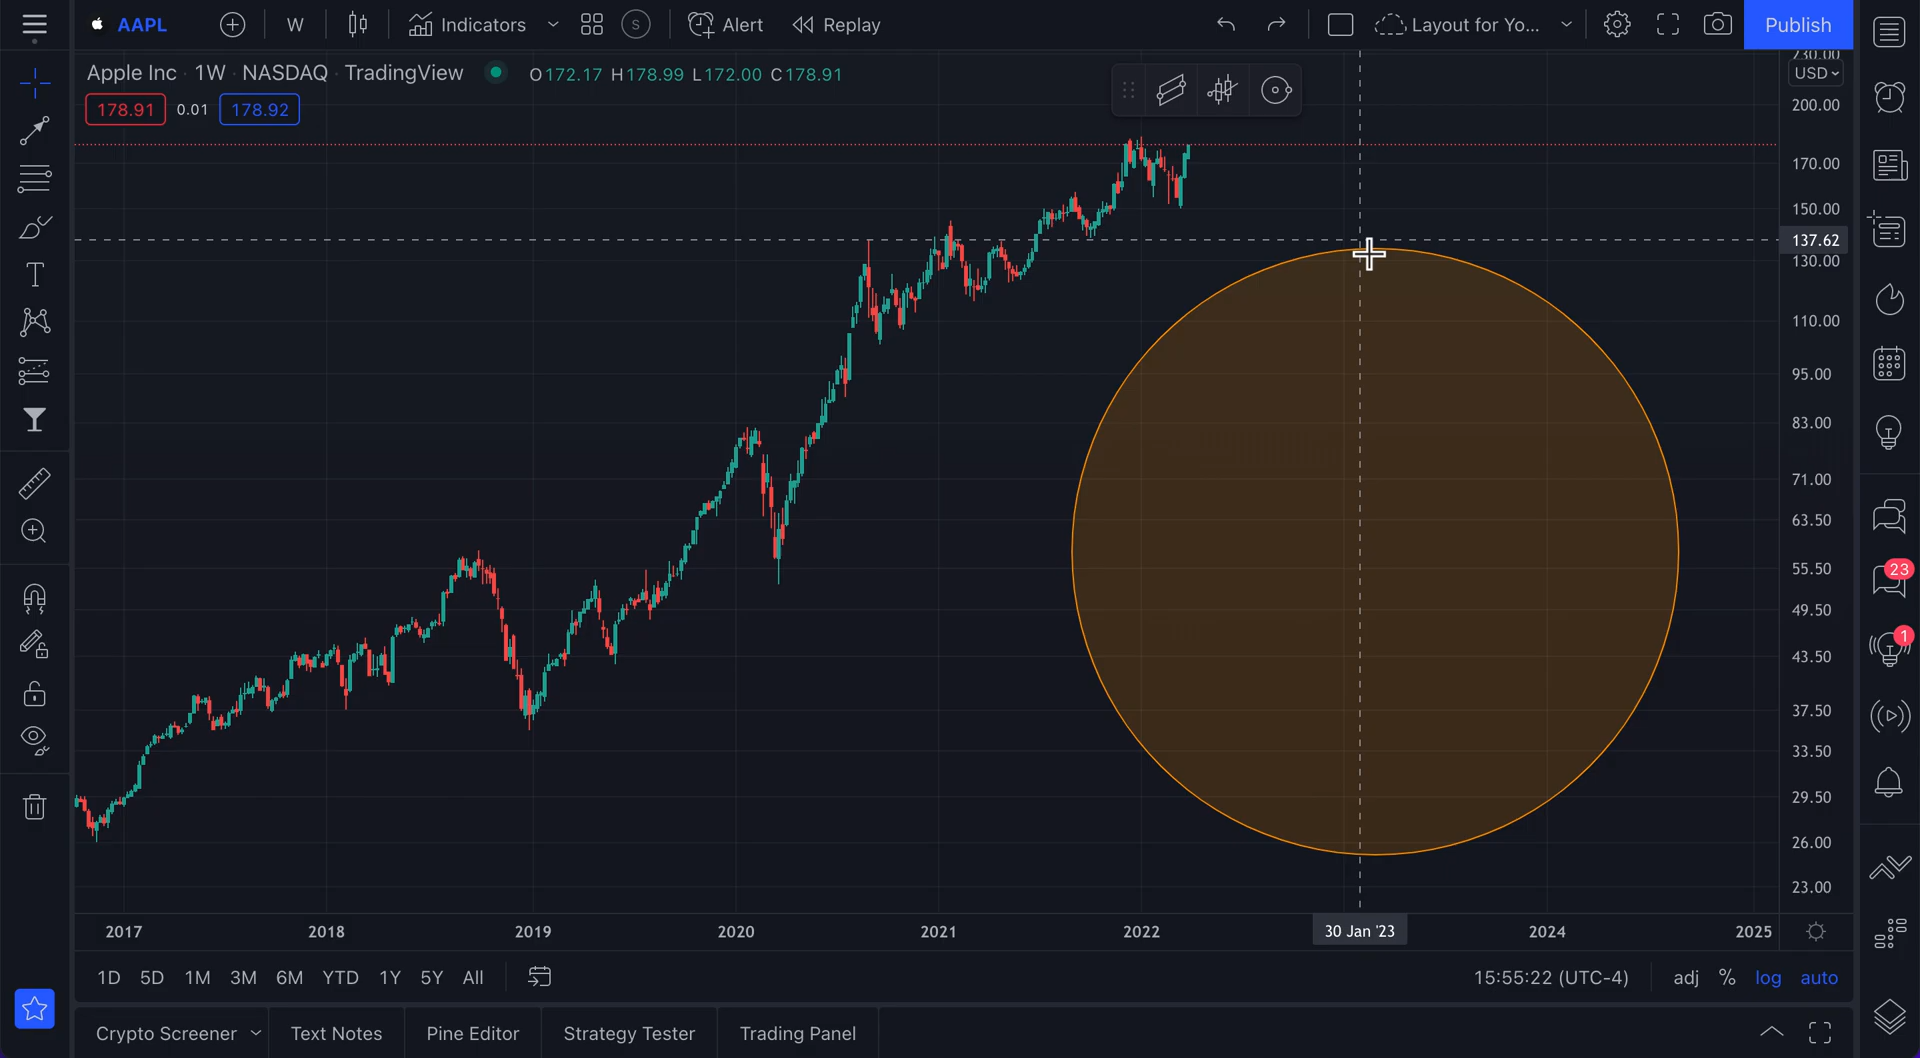 AAPL
W
Indicators
S
Alert
Replay
Layout for Yo...
Publish
Apple Inc · 1W · NASDAQ · TradingView
O172.17 H178.99 L172.00 C178.91
178.91 0.01 178.92
230.00
USD
200.00
170.00
150.00
137.62
130.00
110.00
95.00
83.00
71.00
63.50
55.50
49.50
43.50
37.50
33.50
29.50
26.00
23.00
T
23
1
2017 2018 2019 2020 2021 2022 30 Jan '23 2024 2025
1D 5D 1M 3M 6M YTD 1Y 5Y All
15:55:22 (UTC-4) adj % log auto
Crypto Screener Text Notes Pine Editor Strategy Tester Trading Panel